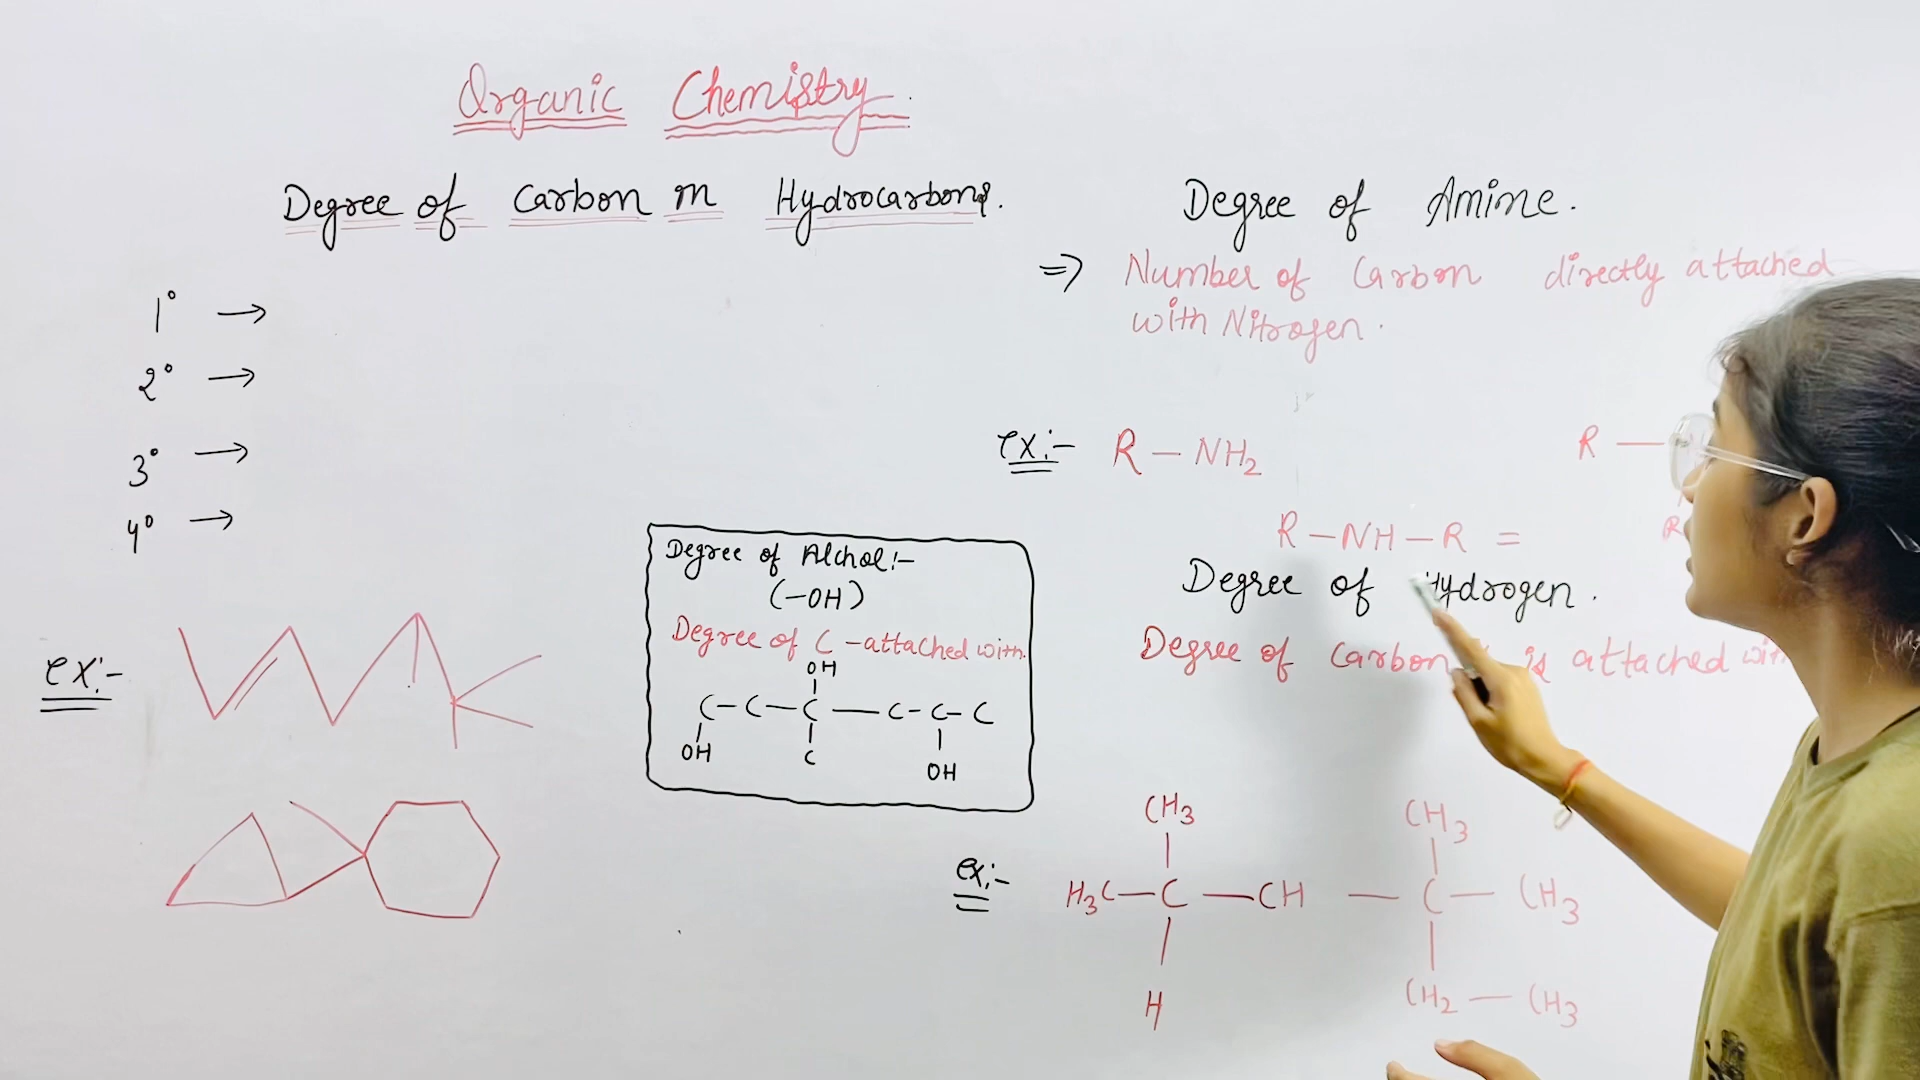 Organic Chemistry.
Degree of Carbon in Hydrocarbons.
1° →
2° →
3° →
4° →
ex:-
Degree of Alchol:-
(-OH)
Degree of C -attached with.
OH
C-C-C-C-C-C
OH
C
OH
Degree of Amine.
=> Number of Carbon directly attached
with Nitrogen.
ex:- R-NH2
R-
R-NH-R =
R
Degree of Hydrogen.
Degree of carbon is attached with
ex:-
CH3 CH3
H3C-C-CH-C-CH3
H CH2-CH3